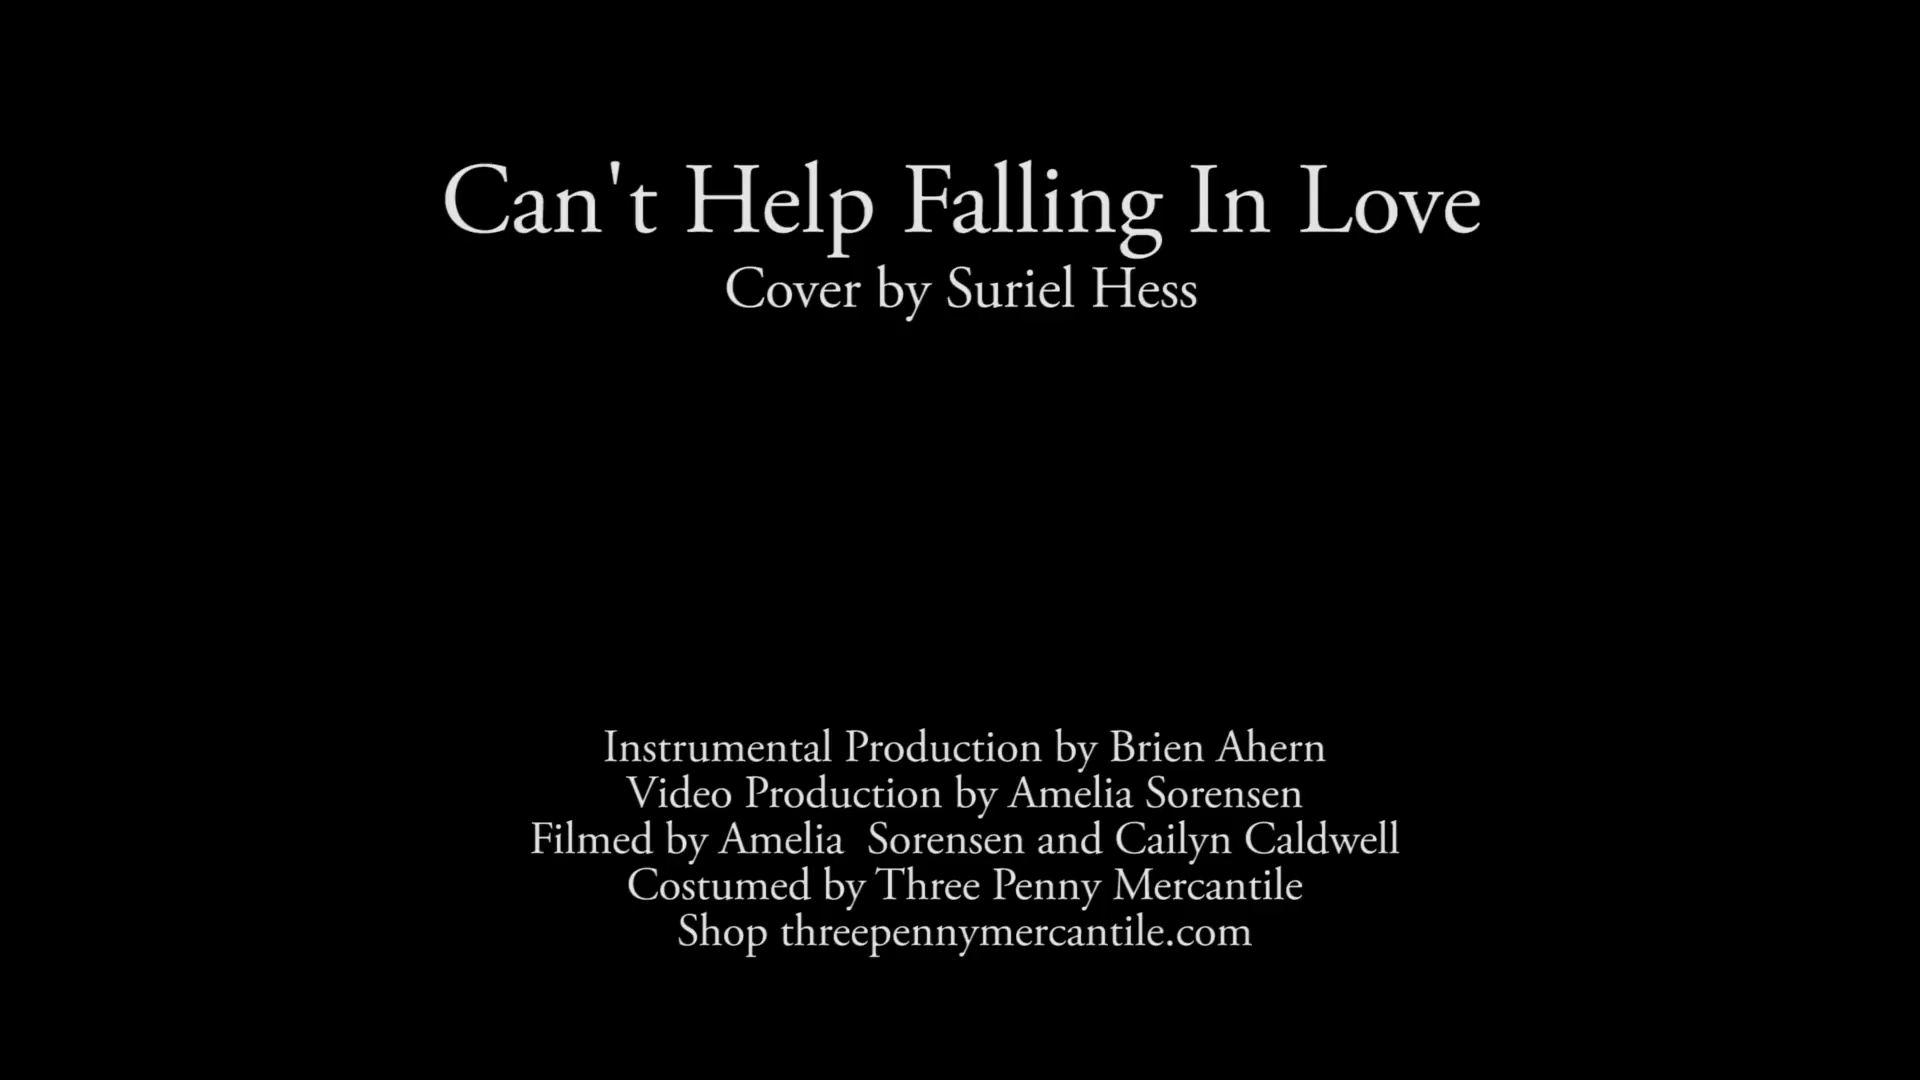 Can't Help Falling In Love
Cover by Suriel Hess
Instrumental Production by Brien Ahern
Video Production by Amelia Sorensen
Filmed by Amelia  Sorensen and Cailyn Caldwell
Costumed by Three Penny Mercantile
Shop threepennymercantile.com